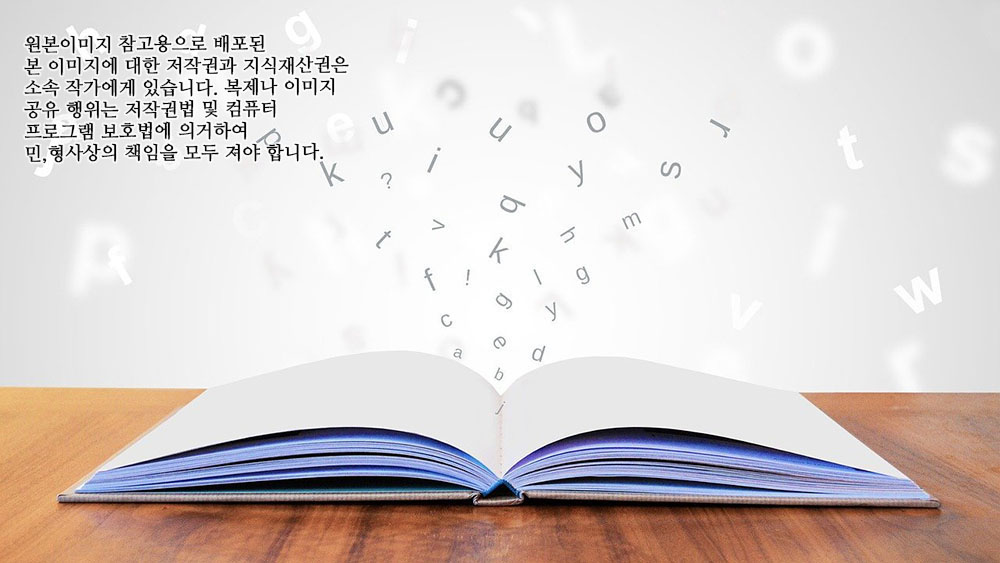 원본이미지 참고용으로 배포된
본 이미지에 대한 저작권과 지식재산권은
소속 작가에게 있습니다. 복제나 이미지
공유 행위는 저작권법 및 컴퓨터
프로그램 보호법에 의거하여
민,형사상의 책임을 모두 져야 합니다.